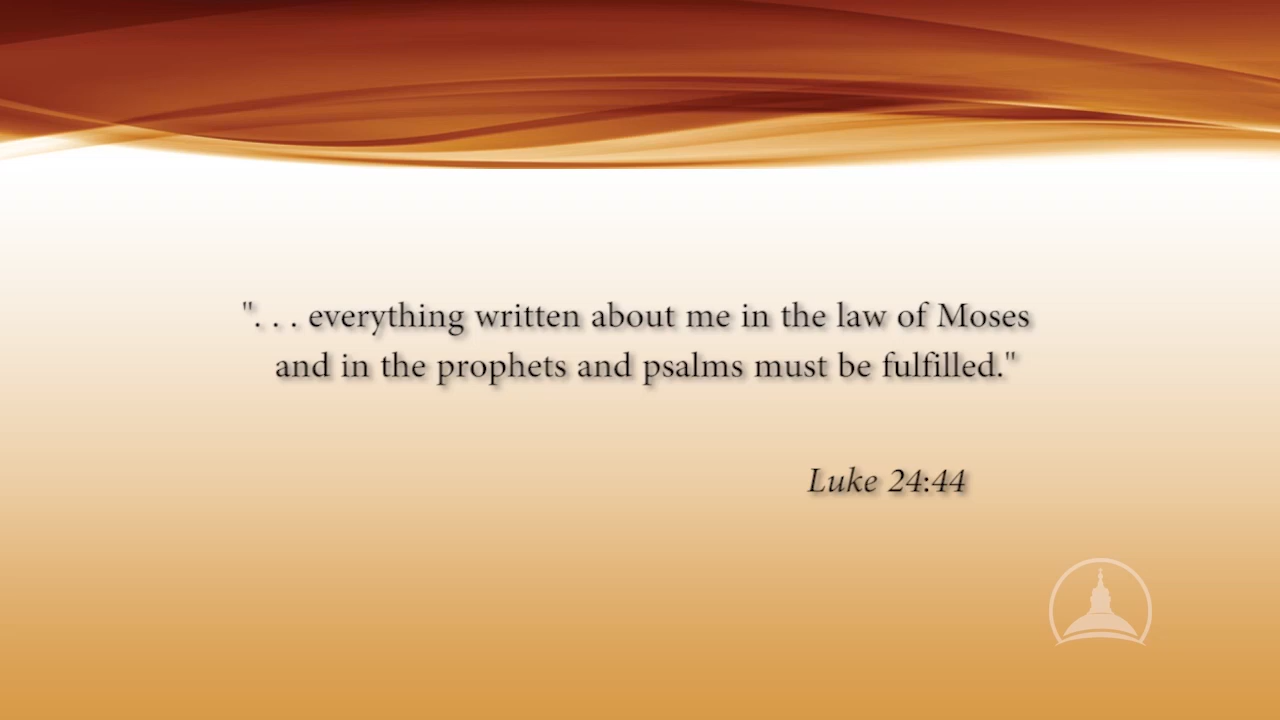 ". . . everything written about me in the law of Moses
and in the prophets and psalms must be fulfilled."
Luke 24:44